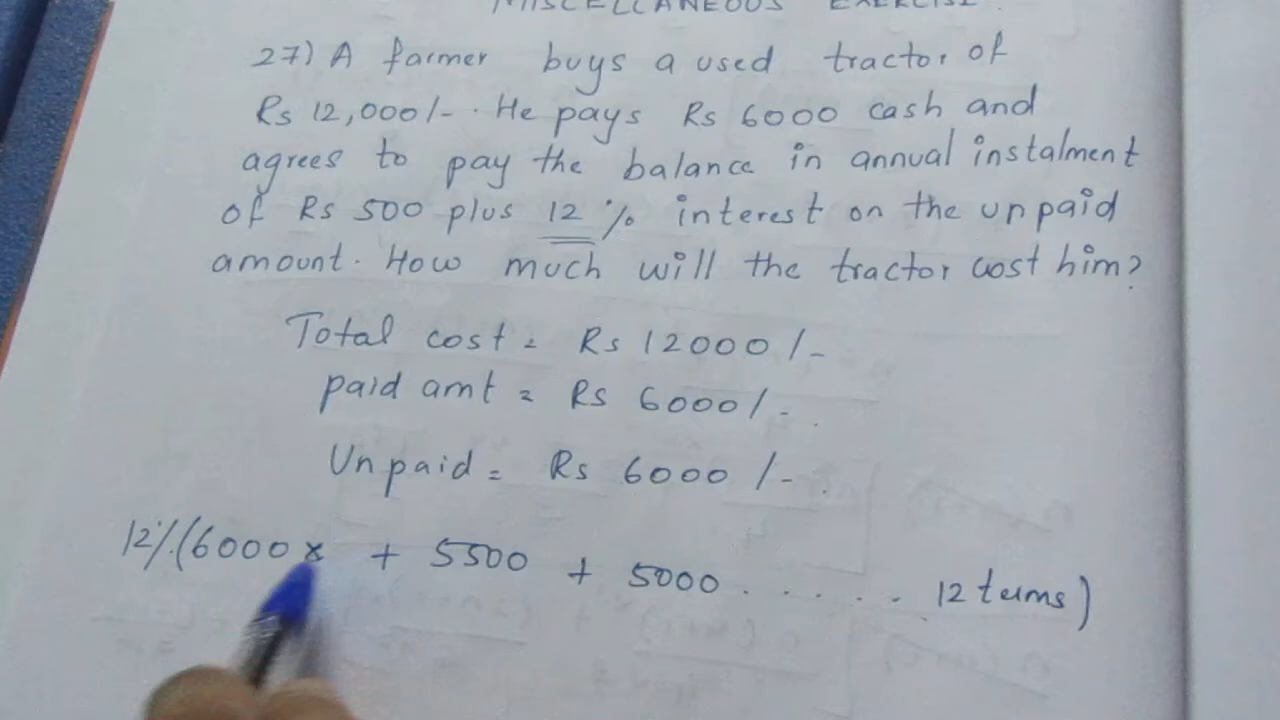 MISCELLANEOUS EXERCISE.
27) A farmer buys a used tractor of
Rs 12,000/-. He pays Rs 6000 cash and
agrees to pay the balance in annual instalment
of Rs 500 plus 12 % interest on the unpaid
amount. How much will the tractor cost him?
Total cost = Rs 12000/-
paid amt = Rs 6000/-.
Unpaid = Rs 6000/-.
12%(6000 x + 5500 + 5000 ...... 12 terms)